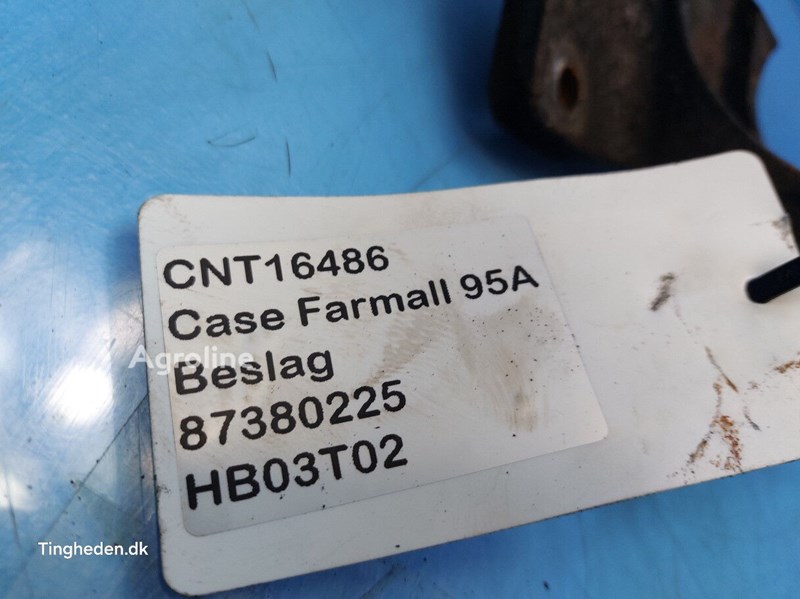 CNT16486
Case Farmall 95A
Agroline
Beslag
87380225
HB03T02
Tingheden.dk